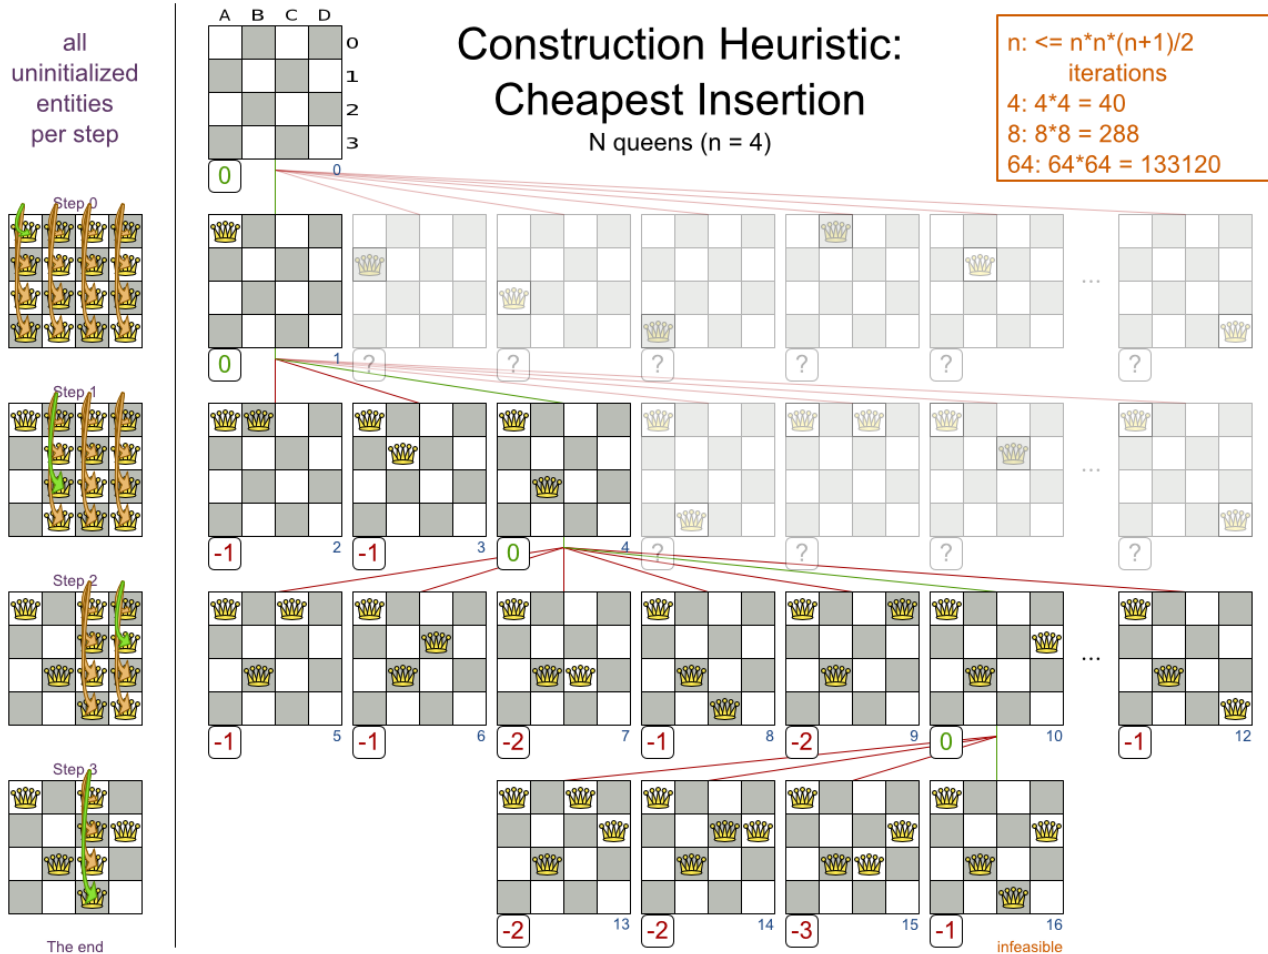 all
uninitialized
entities
per step
A B C D
0
1
2
3
Construction Heuristic:
Cheapest Insertion
N queens (n = 4)
n: <= n*n*(n+1)/2
iterations
4: 4*4 = 40
8: 8*8 = 288
64: 64*64 = 133120
0 0
Step 0
...
0 1 ? ? ? ? ? ?
Step 1
...
-1 2 -1 3 0 4 ? ? ? ?
Step 2
...
-1 5 -1 6 -2 7 -1 8 -2 9 0 10 -1 12
Step 3
-2 13 -2 14 -3 15 -1 16
The end
infeasible